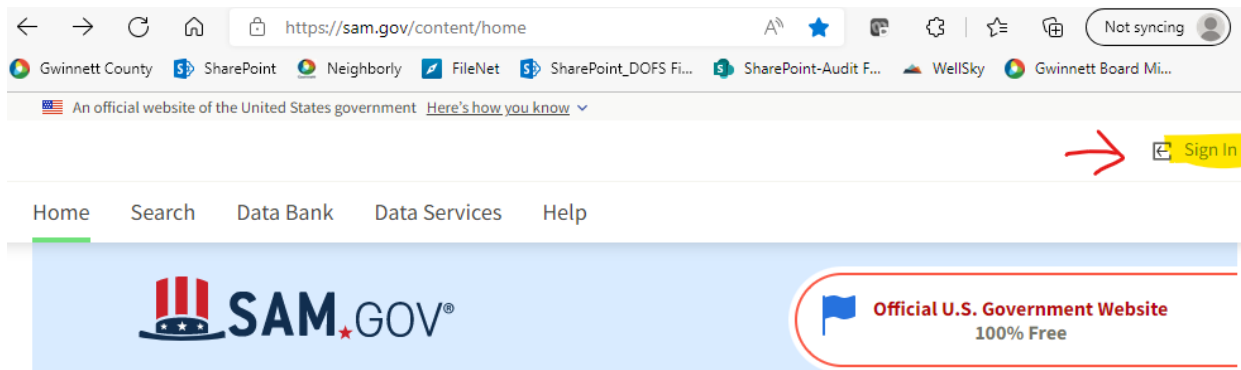 https://sam.gov/content/home
Not syncing
Gwinnett County SharePoint Neighborly FileNet SharePoint_DOFS Fi... SharePoint-Audit F... WellSky Gwinnett Board Mi...
An official website of the United States government Here's how you know
Sign In
Home Search Data Bank Data Services Help
SAM.GOV®
Official U.S. Government Website
100% Free